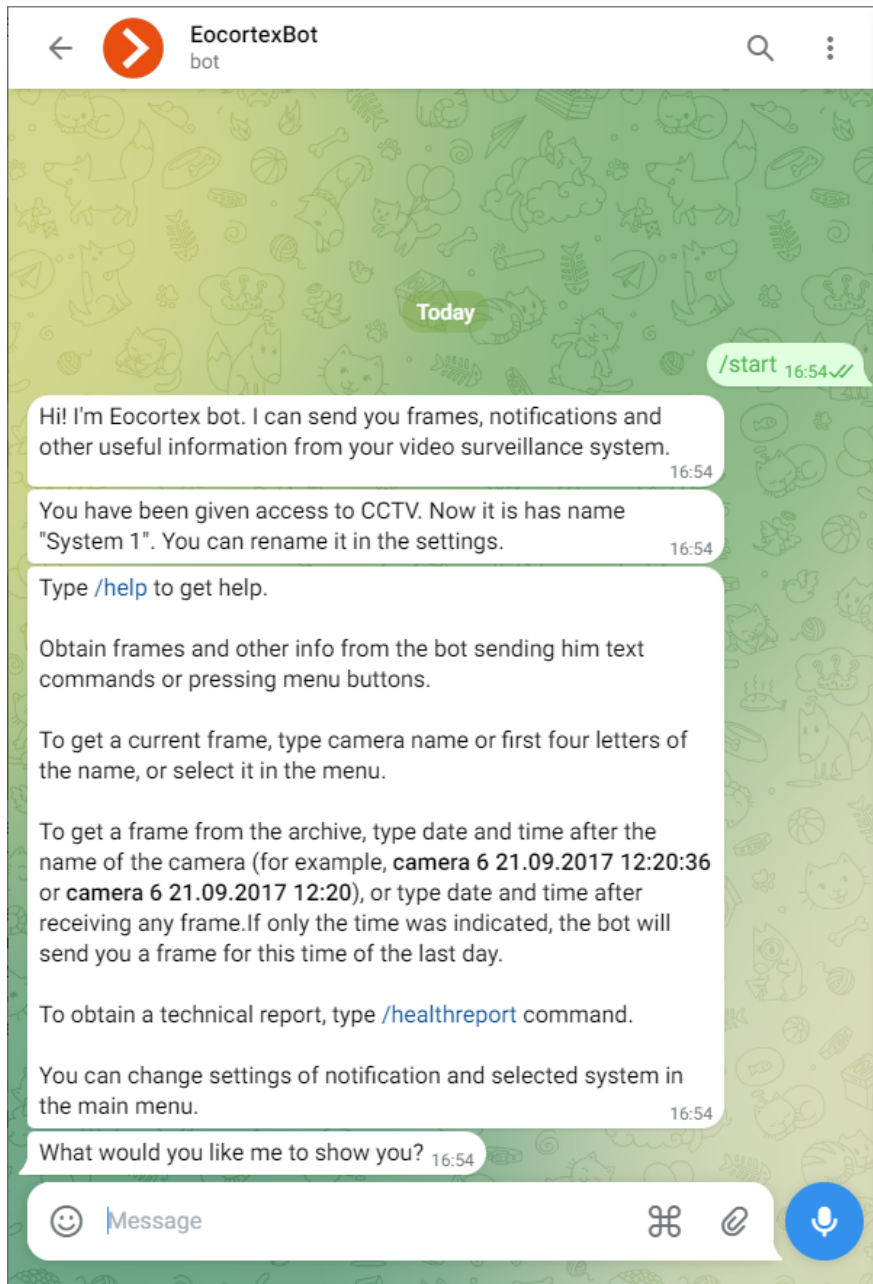 EocortexBot
bot
Today
/start 16:54
Hi! I'm Eocortex bot. I can send you frames, notifications and
other useful information from your video surveillance system.
16:54
You have been given access to CCTV. Now it is has name
"System 1". You can rename it in the settings.
16:54
Type /help to get help.
Obtain frames and other info from the bot sending him text
commands or pressing menu buttons.
To get a current frame, type camera name or first four letters of
the name, or select it in the menu.
To get a frame from the archive, type date and time after the
name of the camera (for example, camera 6 21.09.2017 12:20:36
or camera 6 21.09.2017 12:20), or type date and time after
receiving any frame.If only the time was indicated, the bot will
send you a frame for this time of the last day.
To obtain a technical report, type /healthreport command.
You can change settings of notification and selected system in
the main menu.
16:54
What would you like me to show you? 16:54
Message